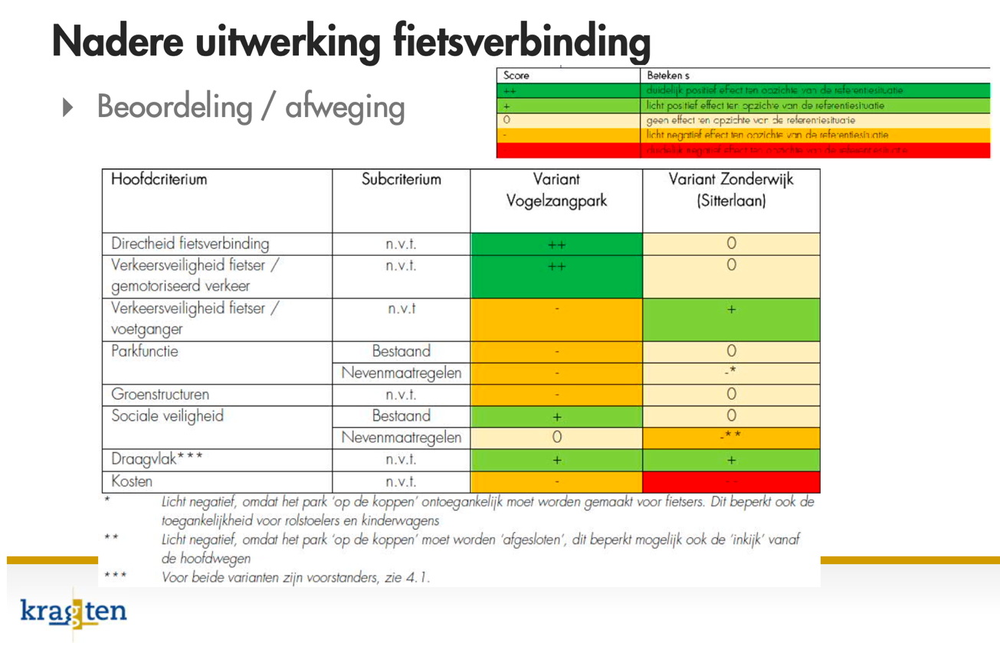 Nadere uitwerking fietsverbinding
Beoordeling / afweging
Score Beteken s
++ duidelijk positief effect ten opzichte van de referentiesituatie
+ licht positief effect ten opzichte van de referentiesituatie
0 geen effect ten opzichte van de referentiesituatie
- licht negatief effect ten opzichte van de referentiesituatie
duidelijk negatief effect ten opzichte van de referentiesituatie
Hoofdcriterium Subcriterium Variant Variant Zonderwijk
Vogelzangpark (Sitterlaan)
Directheid fietsverbinding n.v.t. ++ 0
Verkeersveiligheid fietser / n.v.t. ++ 0
gemotoriseerd verkeer
Verkeersveiligheid fietser / n.v.t - +
voetganger
Parkfunctie Bestaand - 0
Nevenmaatregelen - -*
Groenstructuren n.v.t. - 0
Sociale veiligheid Bestaand + 0
Nevenmaatregelen 0 -**
Draagvlak*** n.v.t. + +
Kosten n.v.t. - --
* Licht negatief, omdat het park ‘op de koppen’ ontoegankelijk moet worden gemaakt voor fietsers. Dit beperkt ook de
toegankelijkheid voor rolstoelers en kinderwagens
** Licht negatief, omdat het park ‘op de koppen’ moet worden ‘afgesloten’, dit beperkt mogelijk ook de ‘inkijk’ vanaf
de hoofdwegen
*** Voor beide varianten zijn voorstanders, zie 4.1.
kragten